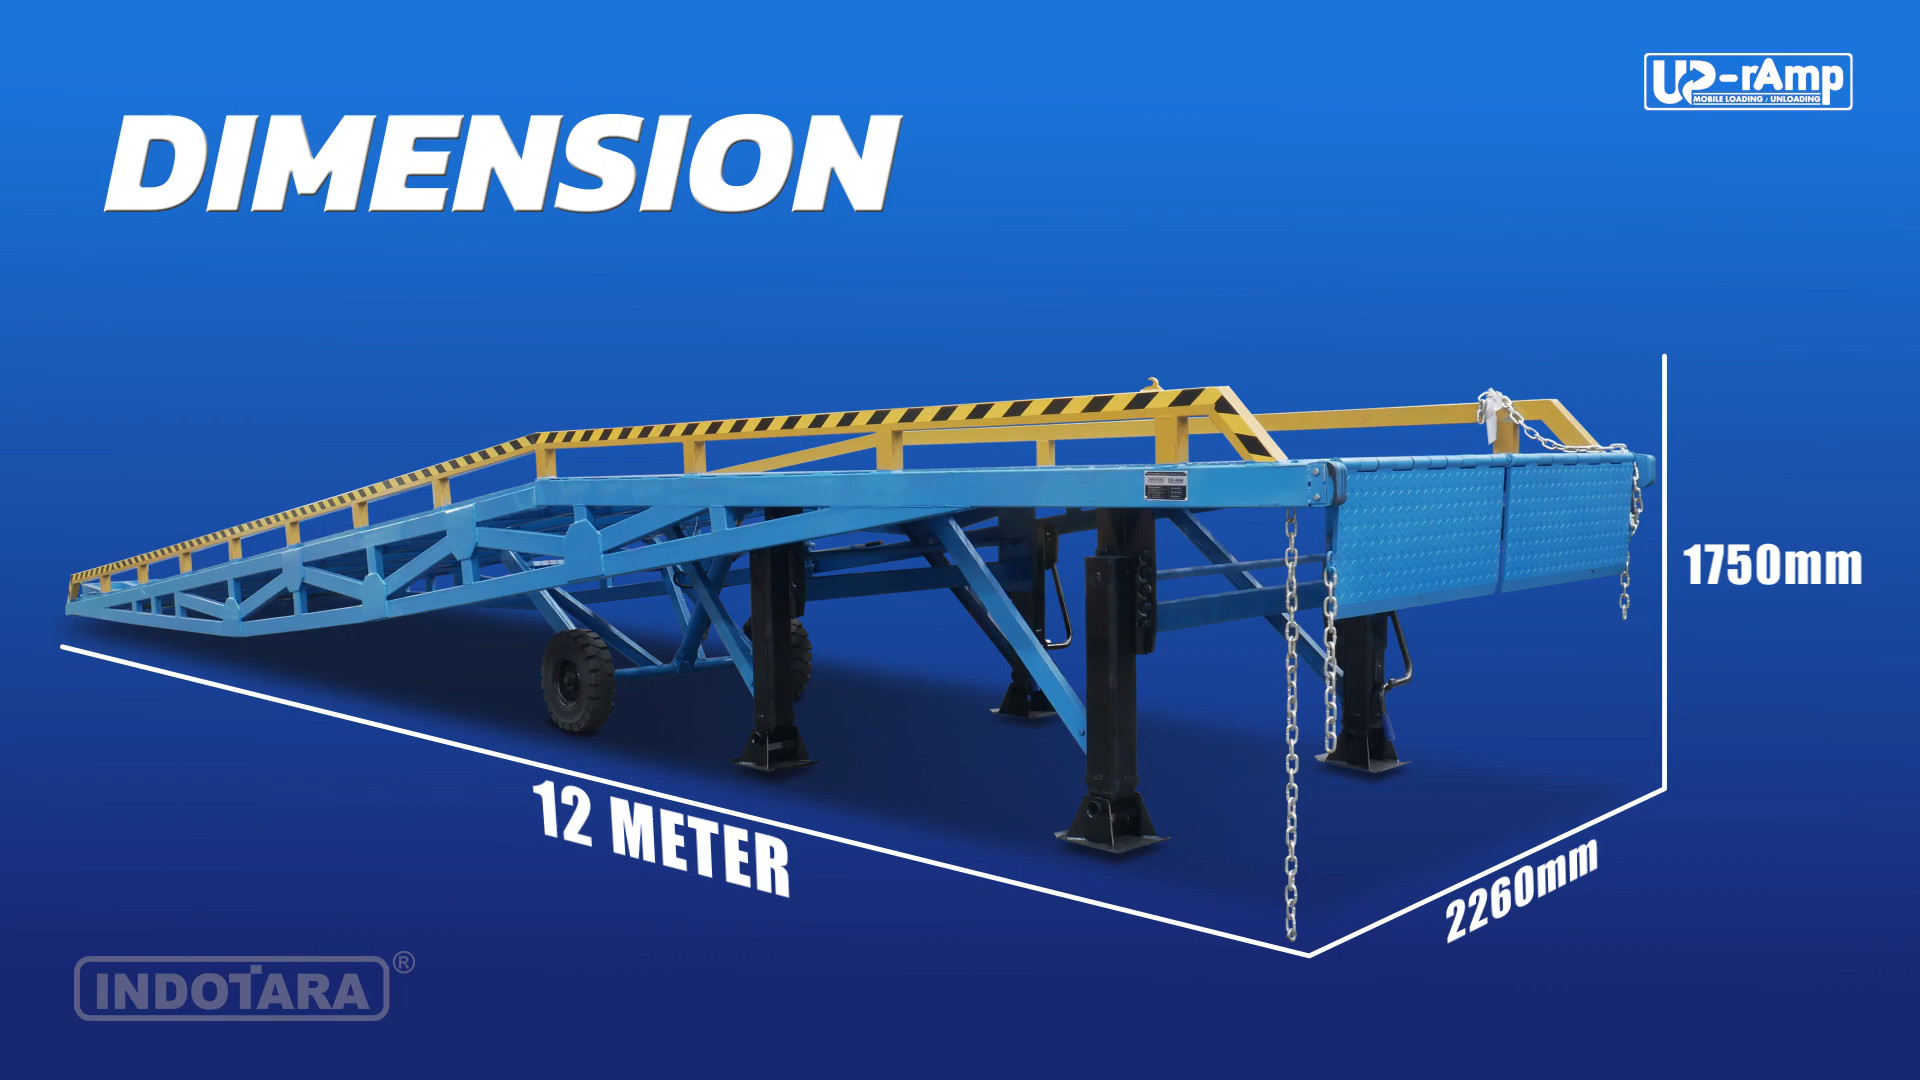 UP-rAmp
MOBILE LOADING / UNLOADING
DIMENSION
1750mm
12 METER
2260mm
INDOTARA®